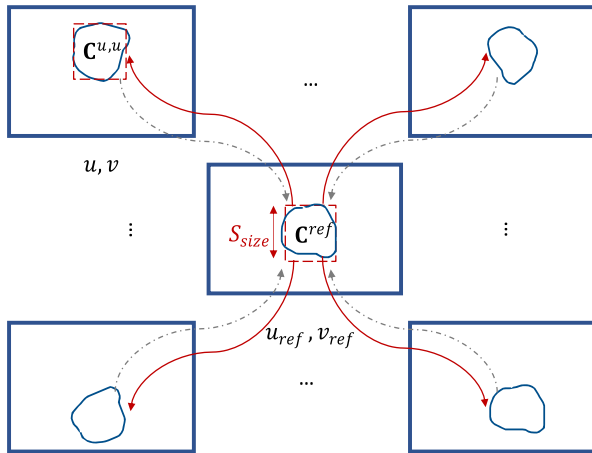 C^{u,u}
...
u, v
...
...
S_{size}
C^{ref}
u_{ref}, v_{ref}
...